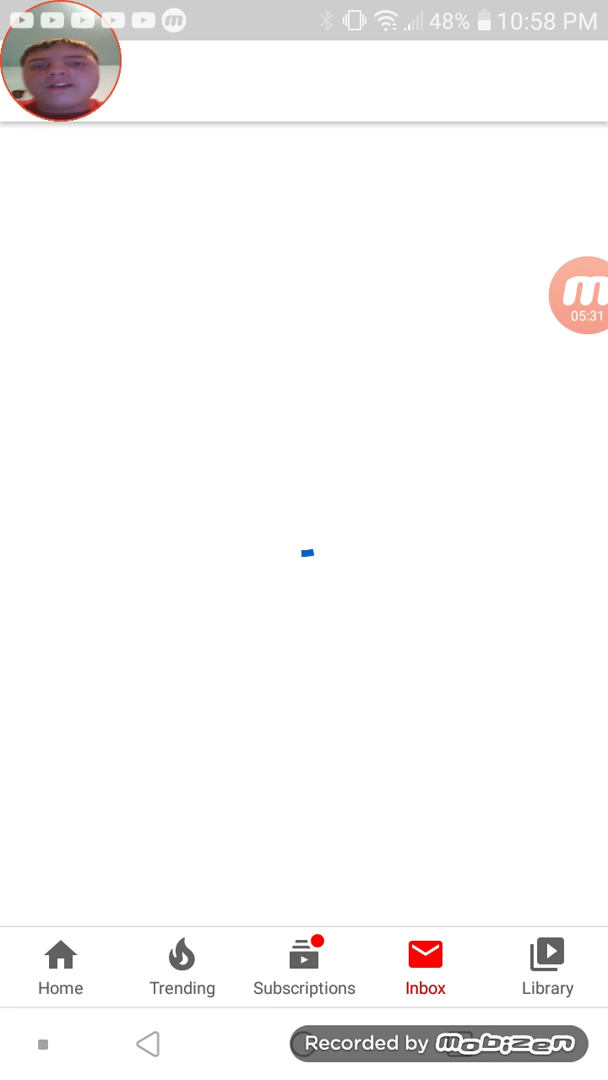 48% 10:58 PM
m
05:31
Home Trending Subscriptions Inbox Library
Recorded by mobizen